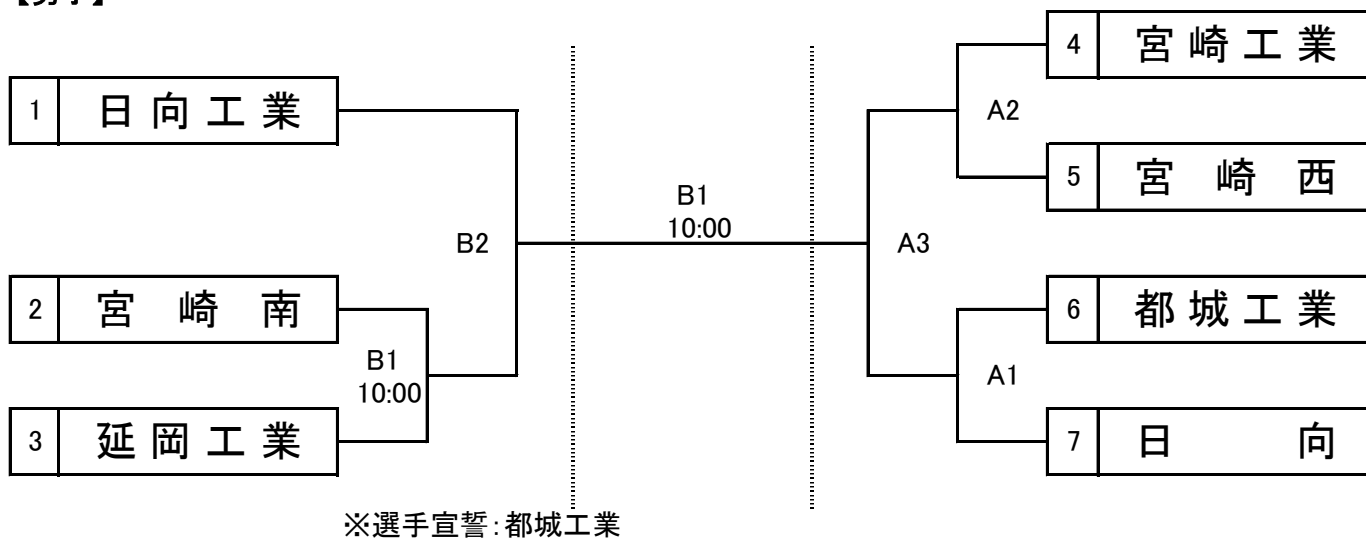 1 日向工業
2 宮崎南
3 延岡工業
B1
10:00
B2
B1
10:00
A3
A2
A1
4 宮崎工業
5 宮崎西
6 都城工業
7 日向
※選手宣誓:都城工業